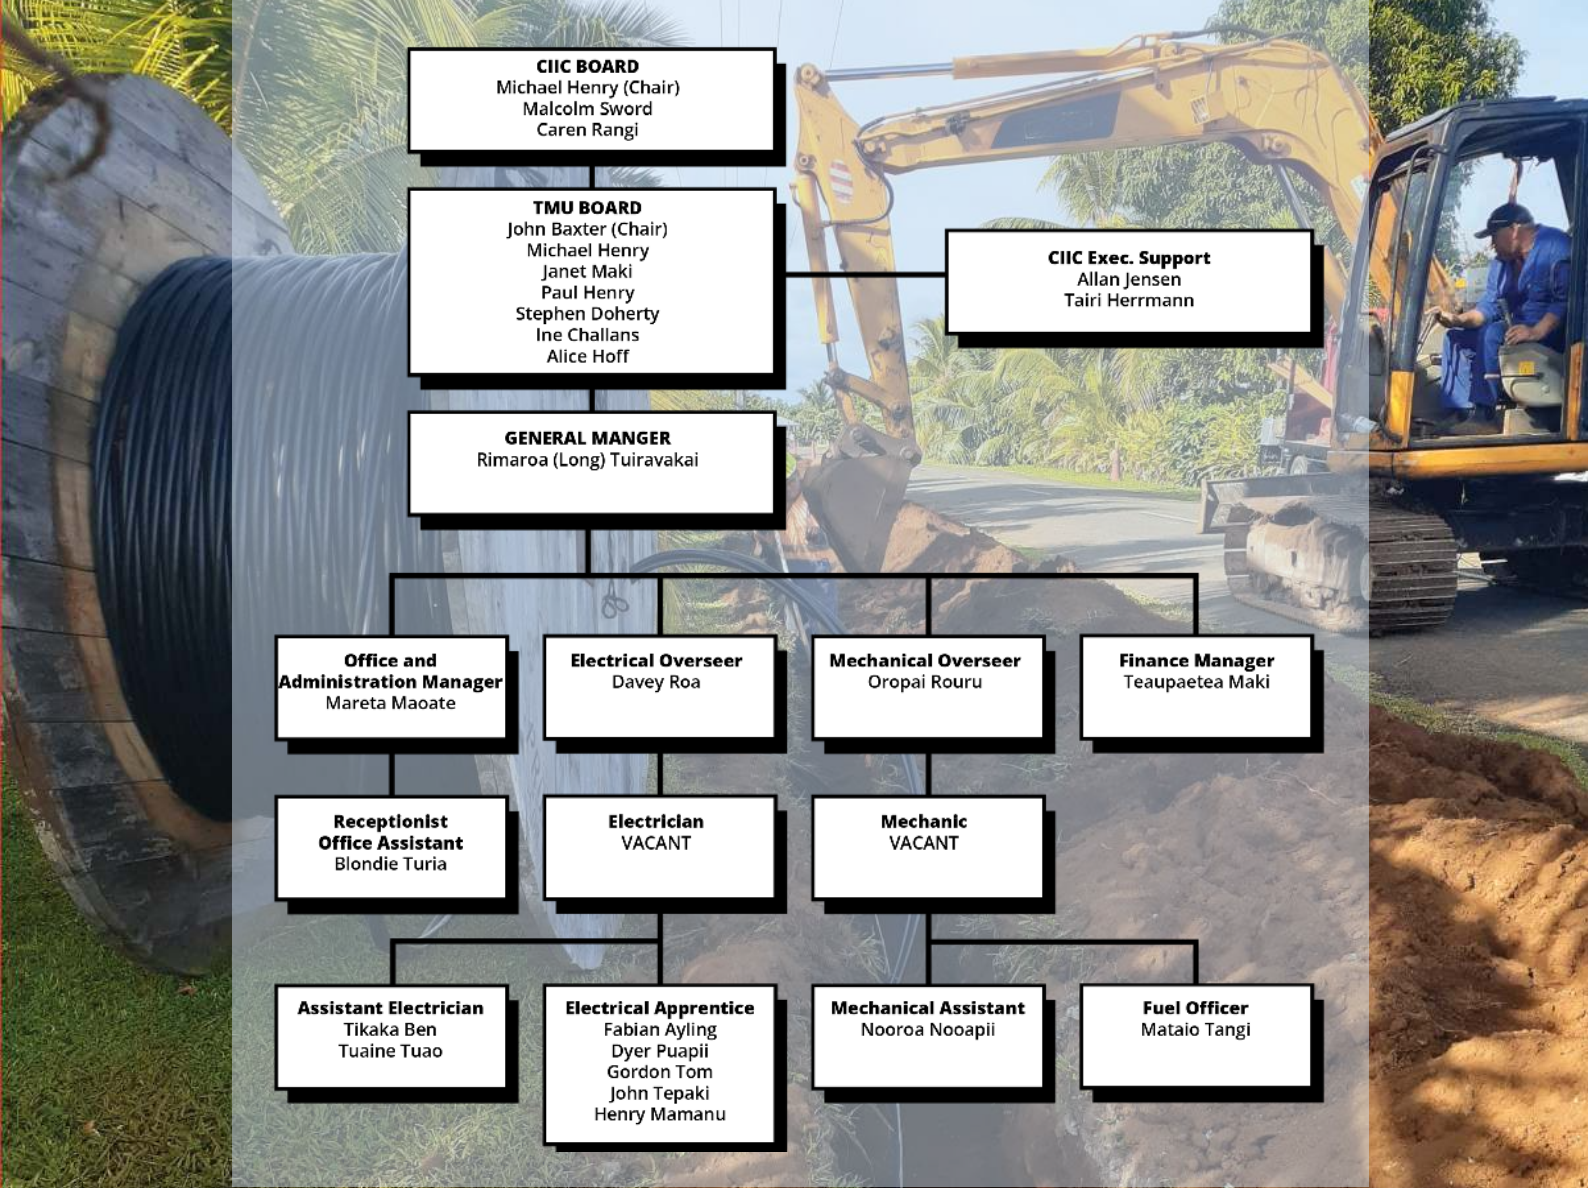 CIIC BOARD
Michael Henry (Chair)
Malcolm Sword
Caren Rangi
TMU BOARD
John Baxter (Chair)
Michael Henry
Janet Maki
Paul Henry
Stephen Doherty
Ine Challans
Alice Hoff
CIIC Exec. Support
Allan Jensen
Tairi Herrmann
GENERAL MANGER
Rimaroa (Long) Tuiravakai
Office and
Administration Manager
Mareta Maoate
Electrical Overseer
Davey Roa
Mechanical Overseer
Oropai Rouru
Finance Manager
Teaupaetea Maki
Receptionist
Office Assistant
Blondie Turia
Electrician
VACANT
Mechanic
VACANT
Assistant Electrician
Tikaka Ben
Tuaine Tuao
Electrical Apprentice
Fabian Ayling
Dyer Puapii
Gordon Tom
John Tepaki
Henry Mamanu
Mechanical Assistant
Nooroa Nooapii
Fuel Officer
Mataio Tangi